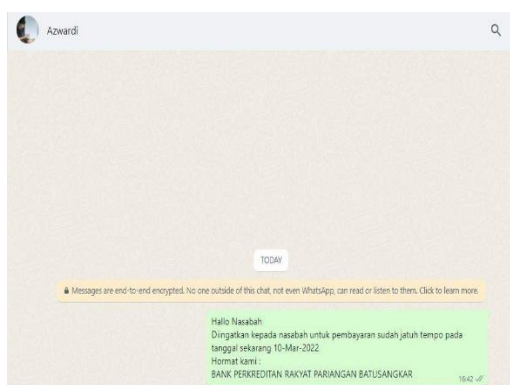 Azwardi
TODAY
Messages are end-to-end encrypted. No one outside of this chat, not even WhatsApp, can read or listen to them. Click to learn more.
Hallo Nasabah
Diingatkan kepada nasabah untuk pembayaran sudah jatuh tempo pada
tanggal sekarang 10-Mar-2022
Hormat kami :
BANK PERKREDITAN RAKYAT PARIANGAN BATUSANGKAR
16:42